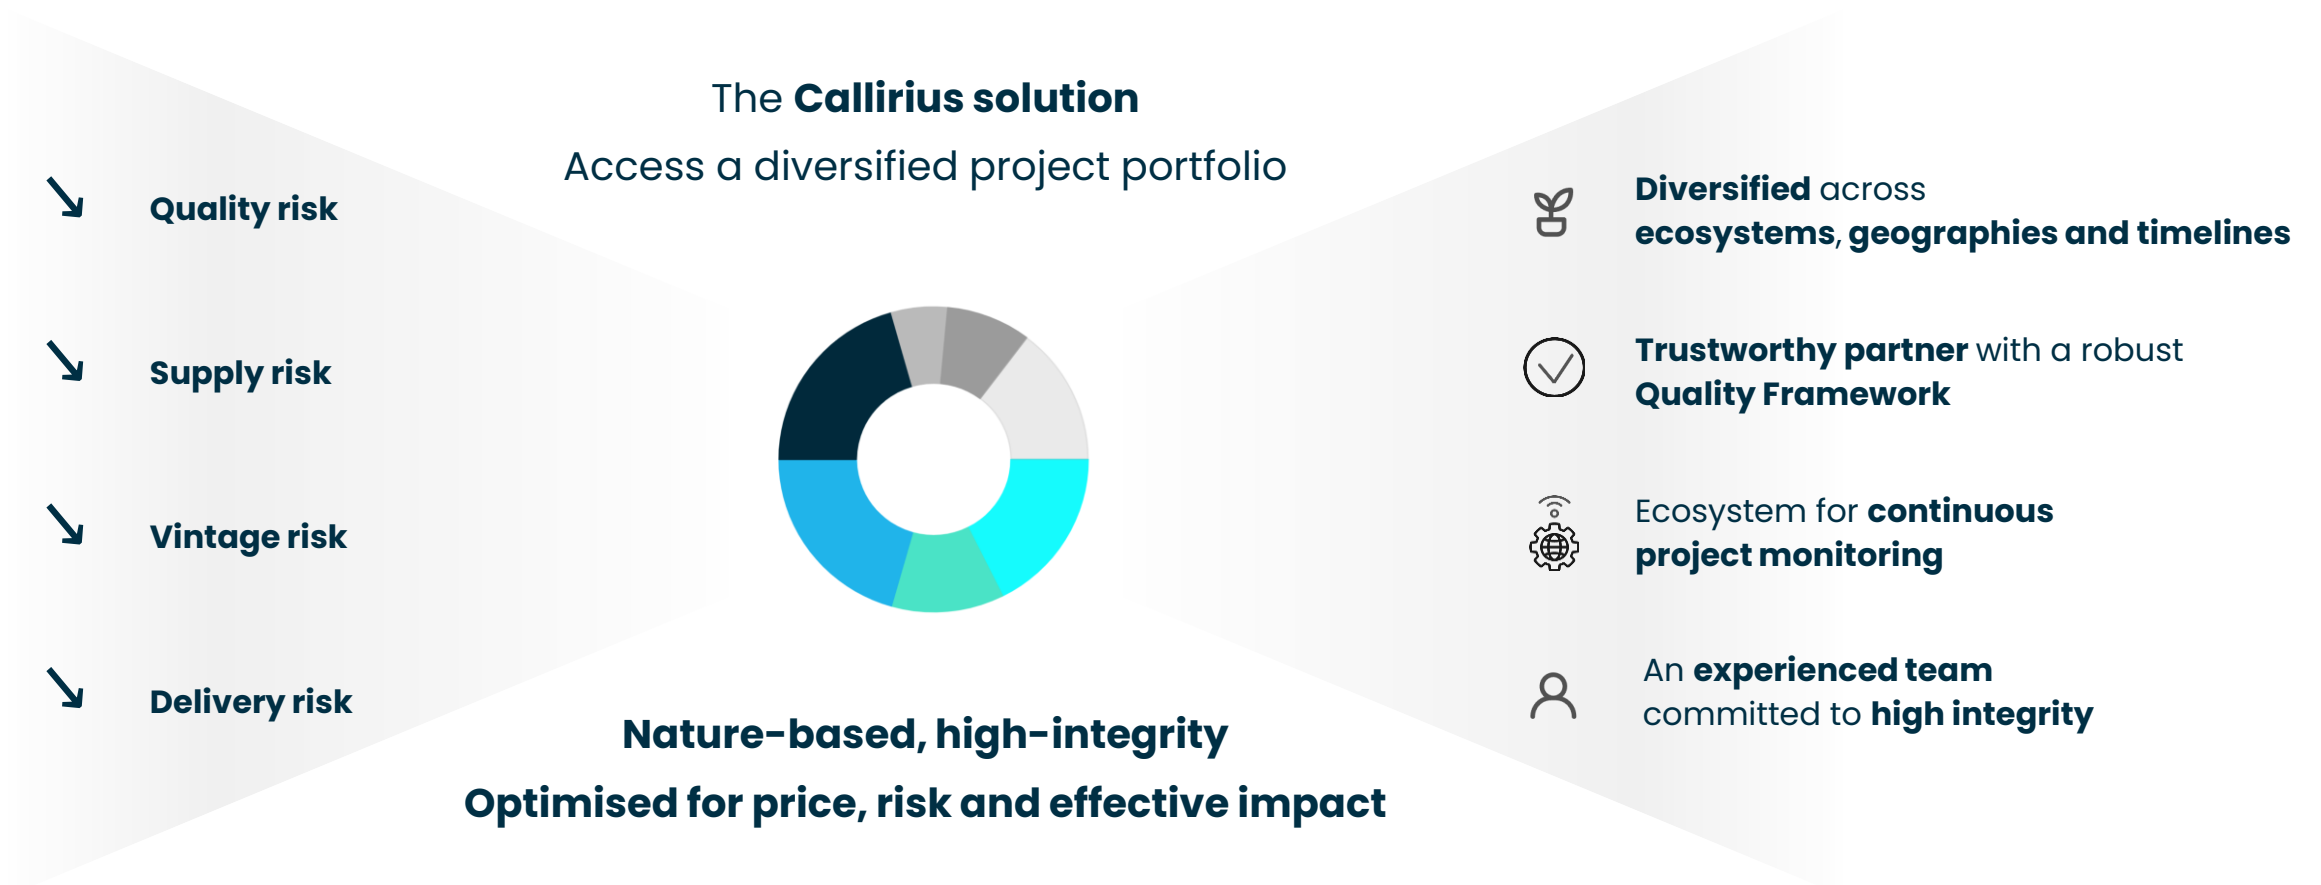 The Callirius solution
Access a diversified project portfolio
Quality risk
Supply risk
Vintage risk
Delivery risk
Nature-based, high-integrity
Optimised for price, risk and effective impact
Diversified across
ecosystems, geographies and timelines
Trustworthy partner with a robust
Quality Framework
Ecosystem for continuous
project monitoring
An experienced team
committed to high integrity